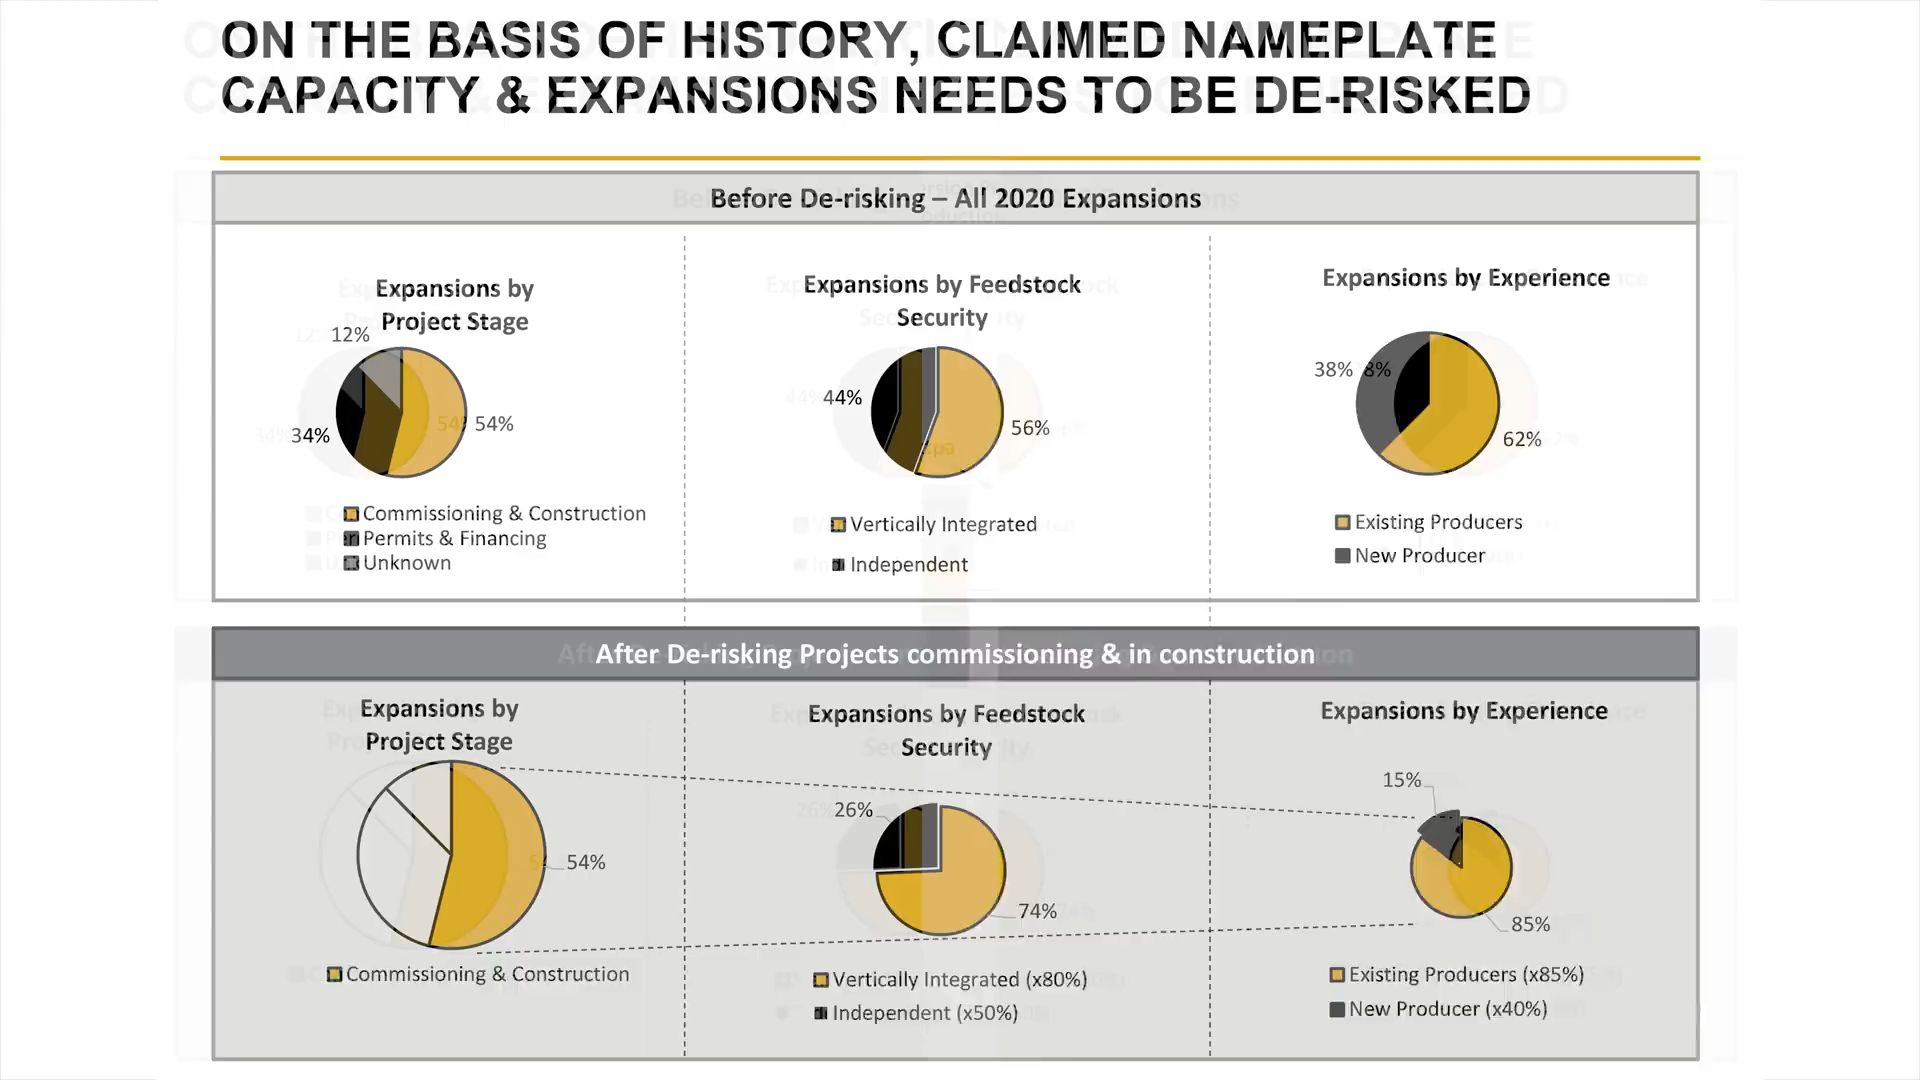 ON THE BASIS OF HISTORY, CLAIMED NAMEPLATE
CAPACITY & EXPANSIONS NEEDS TO BE DE-RISKED
Before De-risking – All 2020 Expansions
Expansions by
Project Stage
12%
34%
54%
Commissioning & Construction
Permits & Financing
Unknown
Expansions by Feedstock
Security
44%
56%
Vertically Integrated
Independent
Expansions by Experience
38%
62%
Existing Producers
New Producer
After De-risking Projects commissioning & in construction
Expansions by
Project Stage
54%
Commissioning & Construction
Expansions by Feedstock
Security
26%
74%
Vertically Integrated (x80%)
Independent (x50%)
Expansions by Experience
15%
85%
Existing Producers (x85%)
New Producer (x40%)